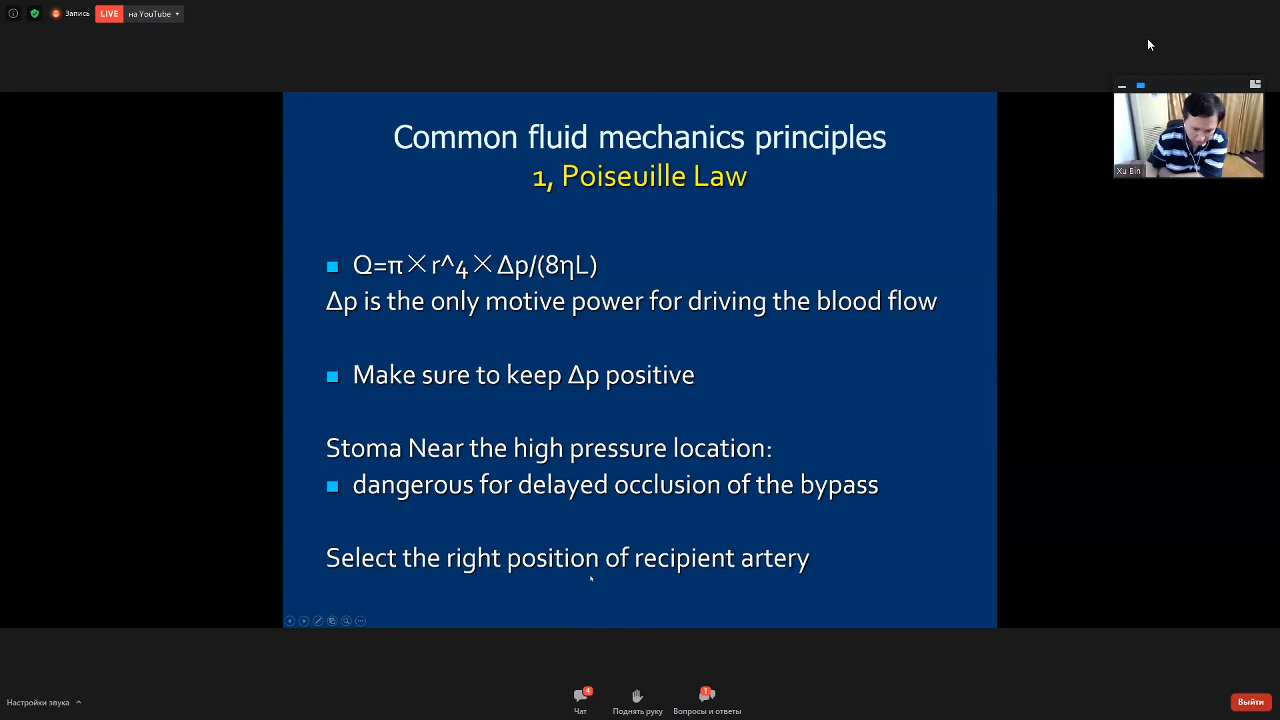 Запись
LIVE
на YouTube
Common fluid mechanics principles
1, Poiseuille Law
Xu Bin
Q=π×r^4×Δp/(8ηL)
Δp is the only motive power for driving the blood flow
Make sure to keep Δp positive
Stoma Near the high pressure location:
dangerous for delayed occlusion of the bypass
Select the right position of recipient artery
4
1
Настройки звука
Чат
Поднять руку
Вопросы и ответы
Выйти